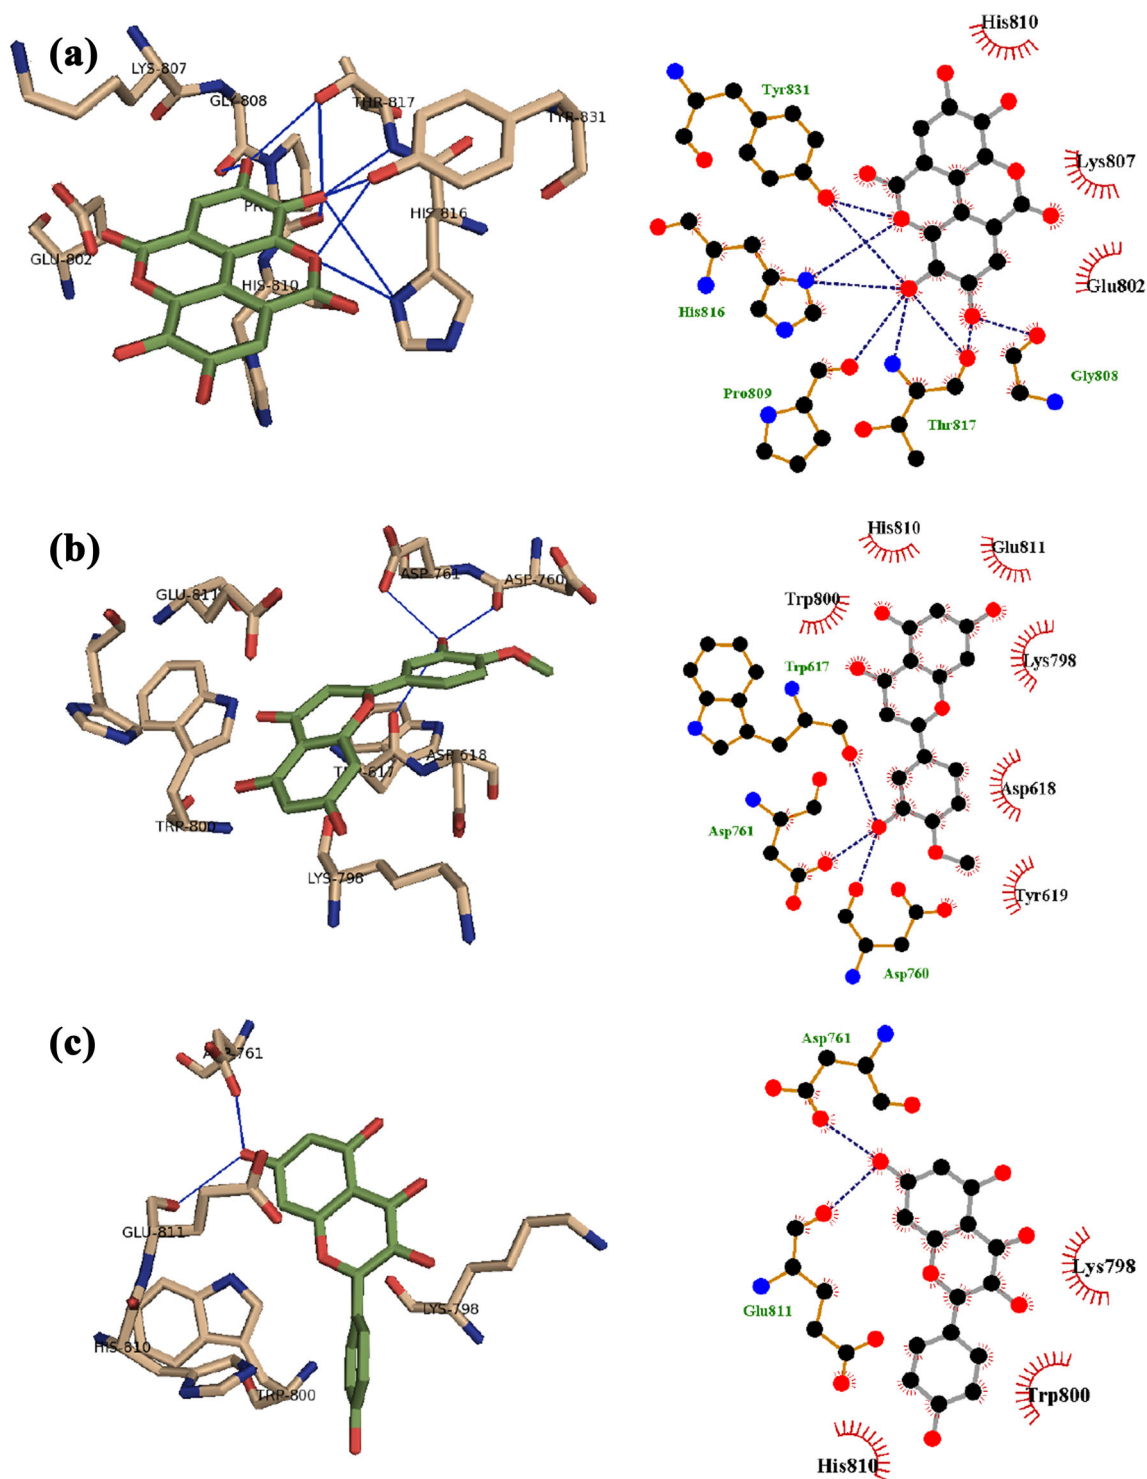 (a)
LYS-807
GLY-808
THR-817
TYR-831
HIS-816
GLU-802
HIS-810
His810
Tyr831
Lys807
Glu802
His816
Pro809
Thr817
Gly808
(b)
GLU-811
ASP-761
ASP-760
ASP-618
TRP-617
TRP-800
LYS-798
His810
Glu811
Trp800
Trp617
Lys798
Asp618
Asp761
Tyr619
Asp760
(c)
GLU-811
LYS-798
HIS-810
TRP-800
Asp761
Lys798
Glu811
Trp800
His810